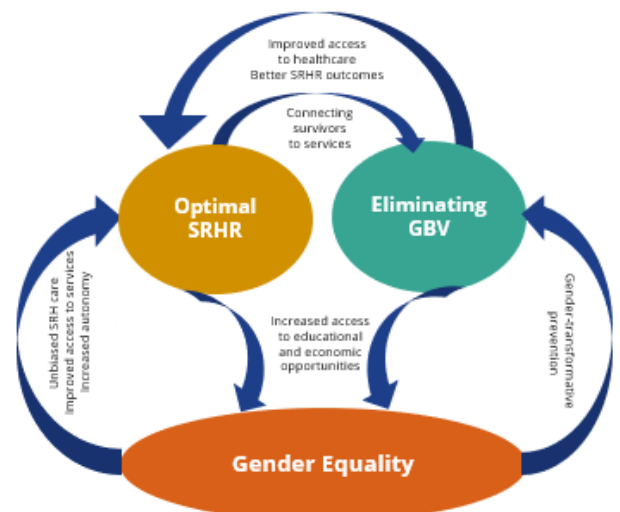 Improved access
to healthcare
Better SRHR outcomes
Connecting
survivors
to services
Optimal
SRHR
Eliminating
GBV
Unbiased SRH care
Improved access to services
Increased autonomy
Increased access
to educational
and economic
opportunities
Gender-transformative
prevention
Gender Equality